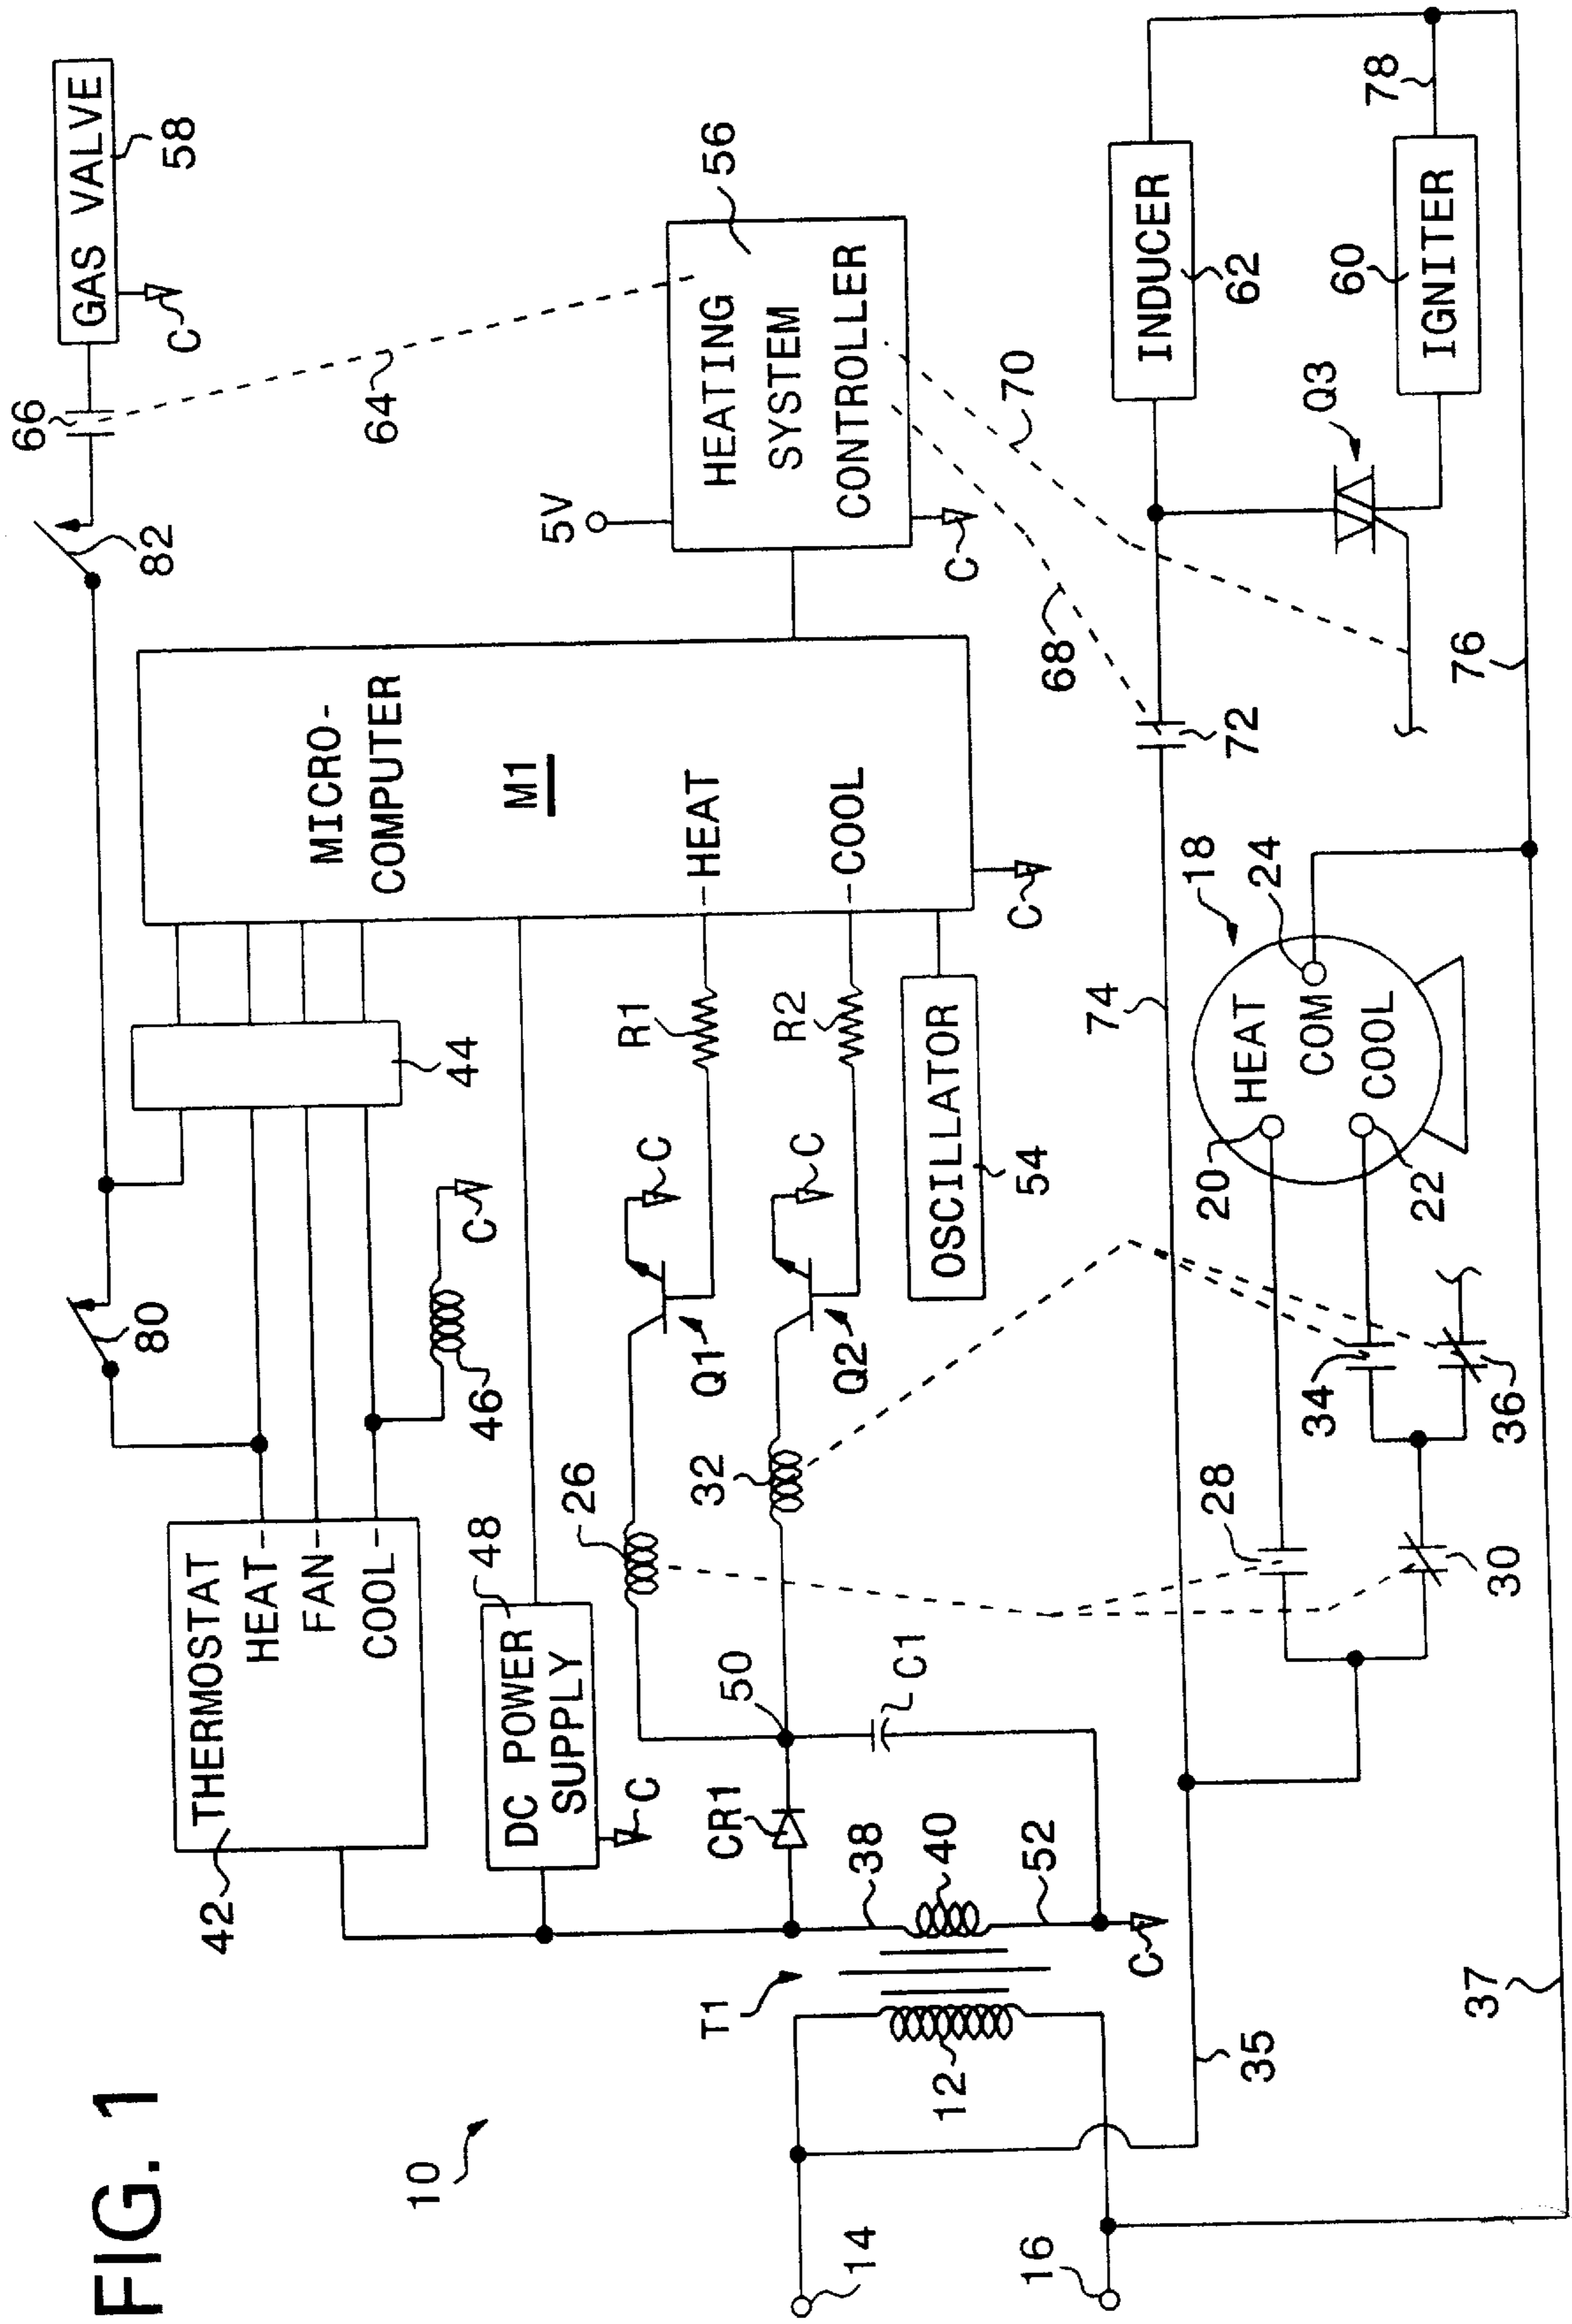 FIG. 1
10
14
16
T1
12
38
40
52
C
35
37
42
THERMOSTAT
HEAT
FAN
COOL
48
DC POWER
SUPPLY
C
CR1
50
C1
26
32
46
C
80
44
Q1
C
R1
Q2
C
R2
OSCILLATOR
54
MICRO-
COMPUTER
M1
HEAT
COOL
C
28
30
34
36
20
22
HEAT
COM
COOL
18
24
74
72
76
82
66
GAS VALVE
58
C
64
5V
HEATING
SYSTEM
CONTROLLER
56
C
68
70
Q3
INDUCER
62
IGNITER
60
78